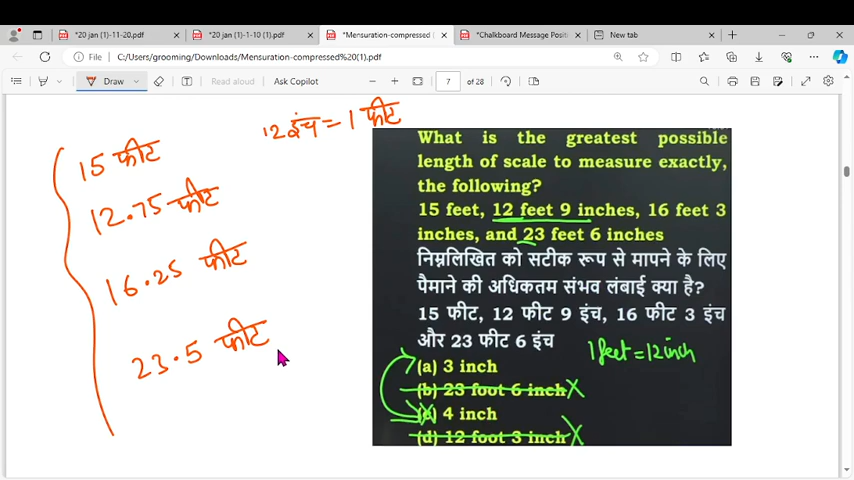 *20 jan (1)-11-20.pdf
20 jan (1)-1-10 (1).pdf
*Mensuration-compressed
*Chalkboard Message Posit
New tab
File
C:/Users/grooming/Downloads/Mensuration-compressed%20(1).pdf
Draw
Read aloud
Ask Copilot
7
of 28
12 इंच = 1 फीट
15 फीट
12.75 फीट
16.25 फीट
23.5 फीट
What is the greatest possible
length of scale to measure exactly,
the following?
15 feet, 12 feet 9 inches, 16 feet 3
inches, and 23 feet 6 inches
निम्नलिखित को सटीक रूप से मापने के लिए
पैमाने की अधिकतम संभव लंबाई क्या है?
15 फीट, 12 फीट 9 इंच, 16 फीट 3 इंच
और 23 फीट 6 इंच
1 feet = 12 inch
(a) 3 inch
(b) 23 foot 6 inch X
(c) 4 inch
(d) 12 foot 3 inch X